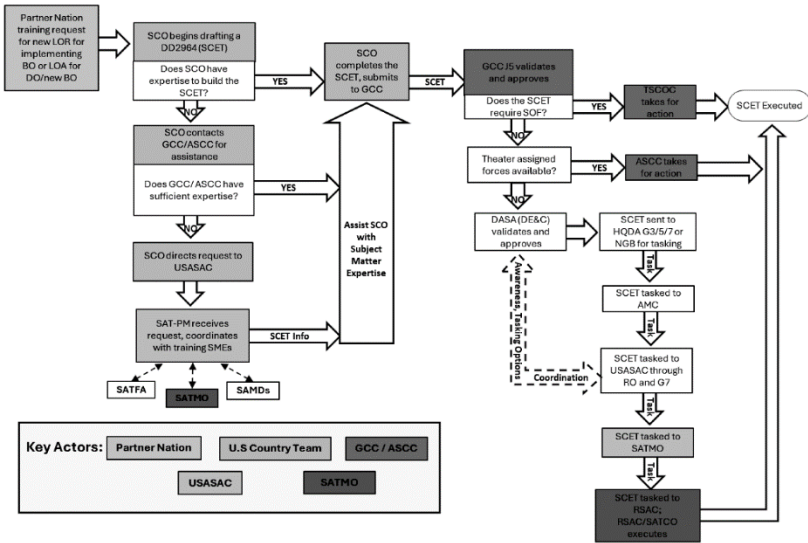 Partner Nation
training request
for new LOR for
implementing
BO or LOA for
DO/new BO
SCO begins drafting a
DD2964 (SCET)
Does SCO have
expertise to build the
SCET?
YES
NO
SCO contacts
GCC/ASCC for
assistance
Does GCC/ASCC have
sufficient expertise?
YES
NO
SCO directs request to
USASAC
SAT-PM receives
request, coordinates
with training SMEs
SCET Info
SATFA
SATMO
SAMDs
SCO
completes the
SCET, submits
to GCC
SCET
Assist SCO
with
Subject
Matter
Expertise
GCC J5 validates
and approves
Does the SCET
require SOF?
YES
TSCOC
takes for
action
SCET Executed
NO
Theater assigned
forces available?
YES
ASCC takes
for action
NO
DASA (DE&C)
validates and
approves
SCET sent to
HQDA G3/5/7 or
NGB for tasking
Task
SCET tasked to
AMC
Task
Awareness, Tasking Options
Coordination
SCET tasked to
USASAC through
RO and G7
Task
SCET tasked to
SATMO
Task
SCET tasked to
RSAC;
RSAC/SATCO
executes
Key Actors:
Partner Nation
U.S Country Team
GCC / ASCC
USASAC
SATMO